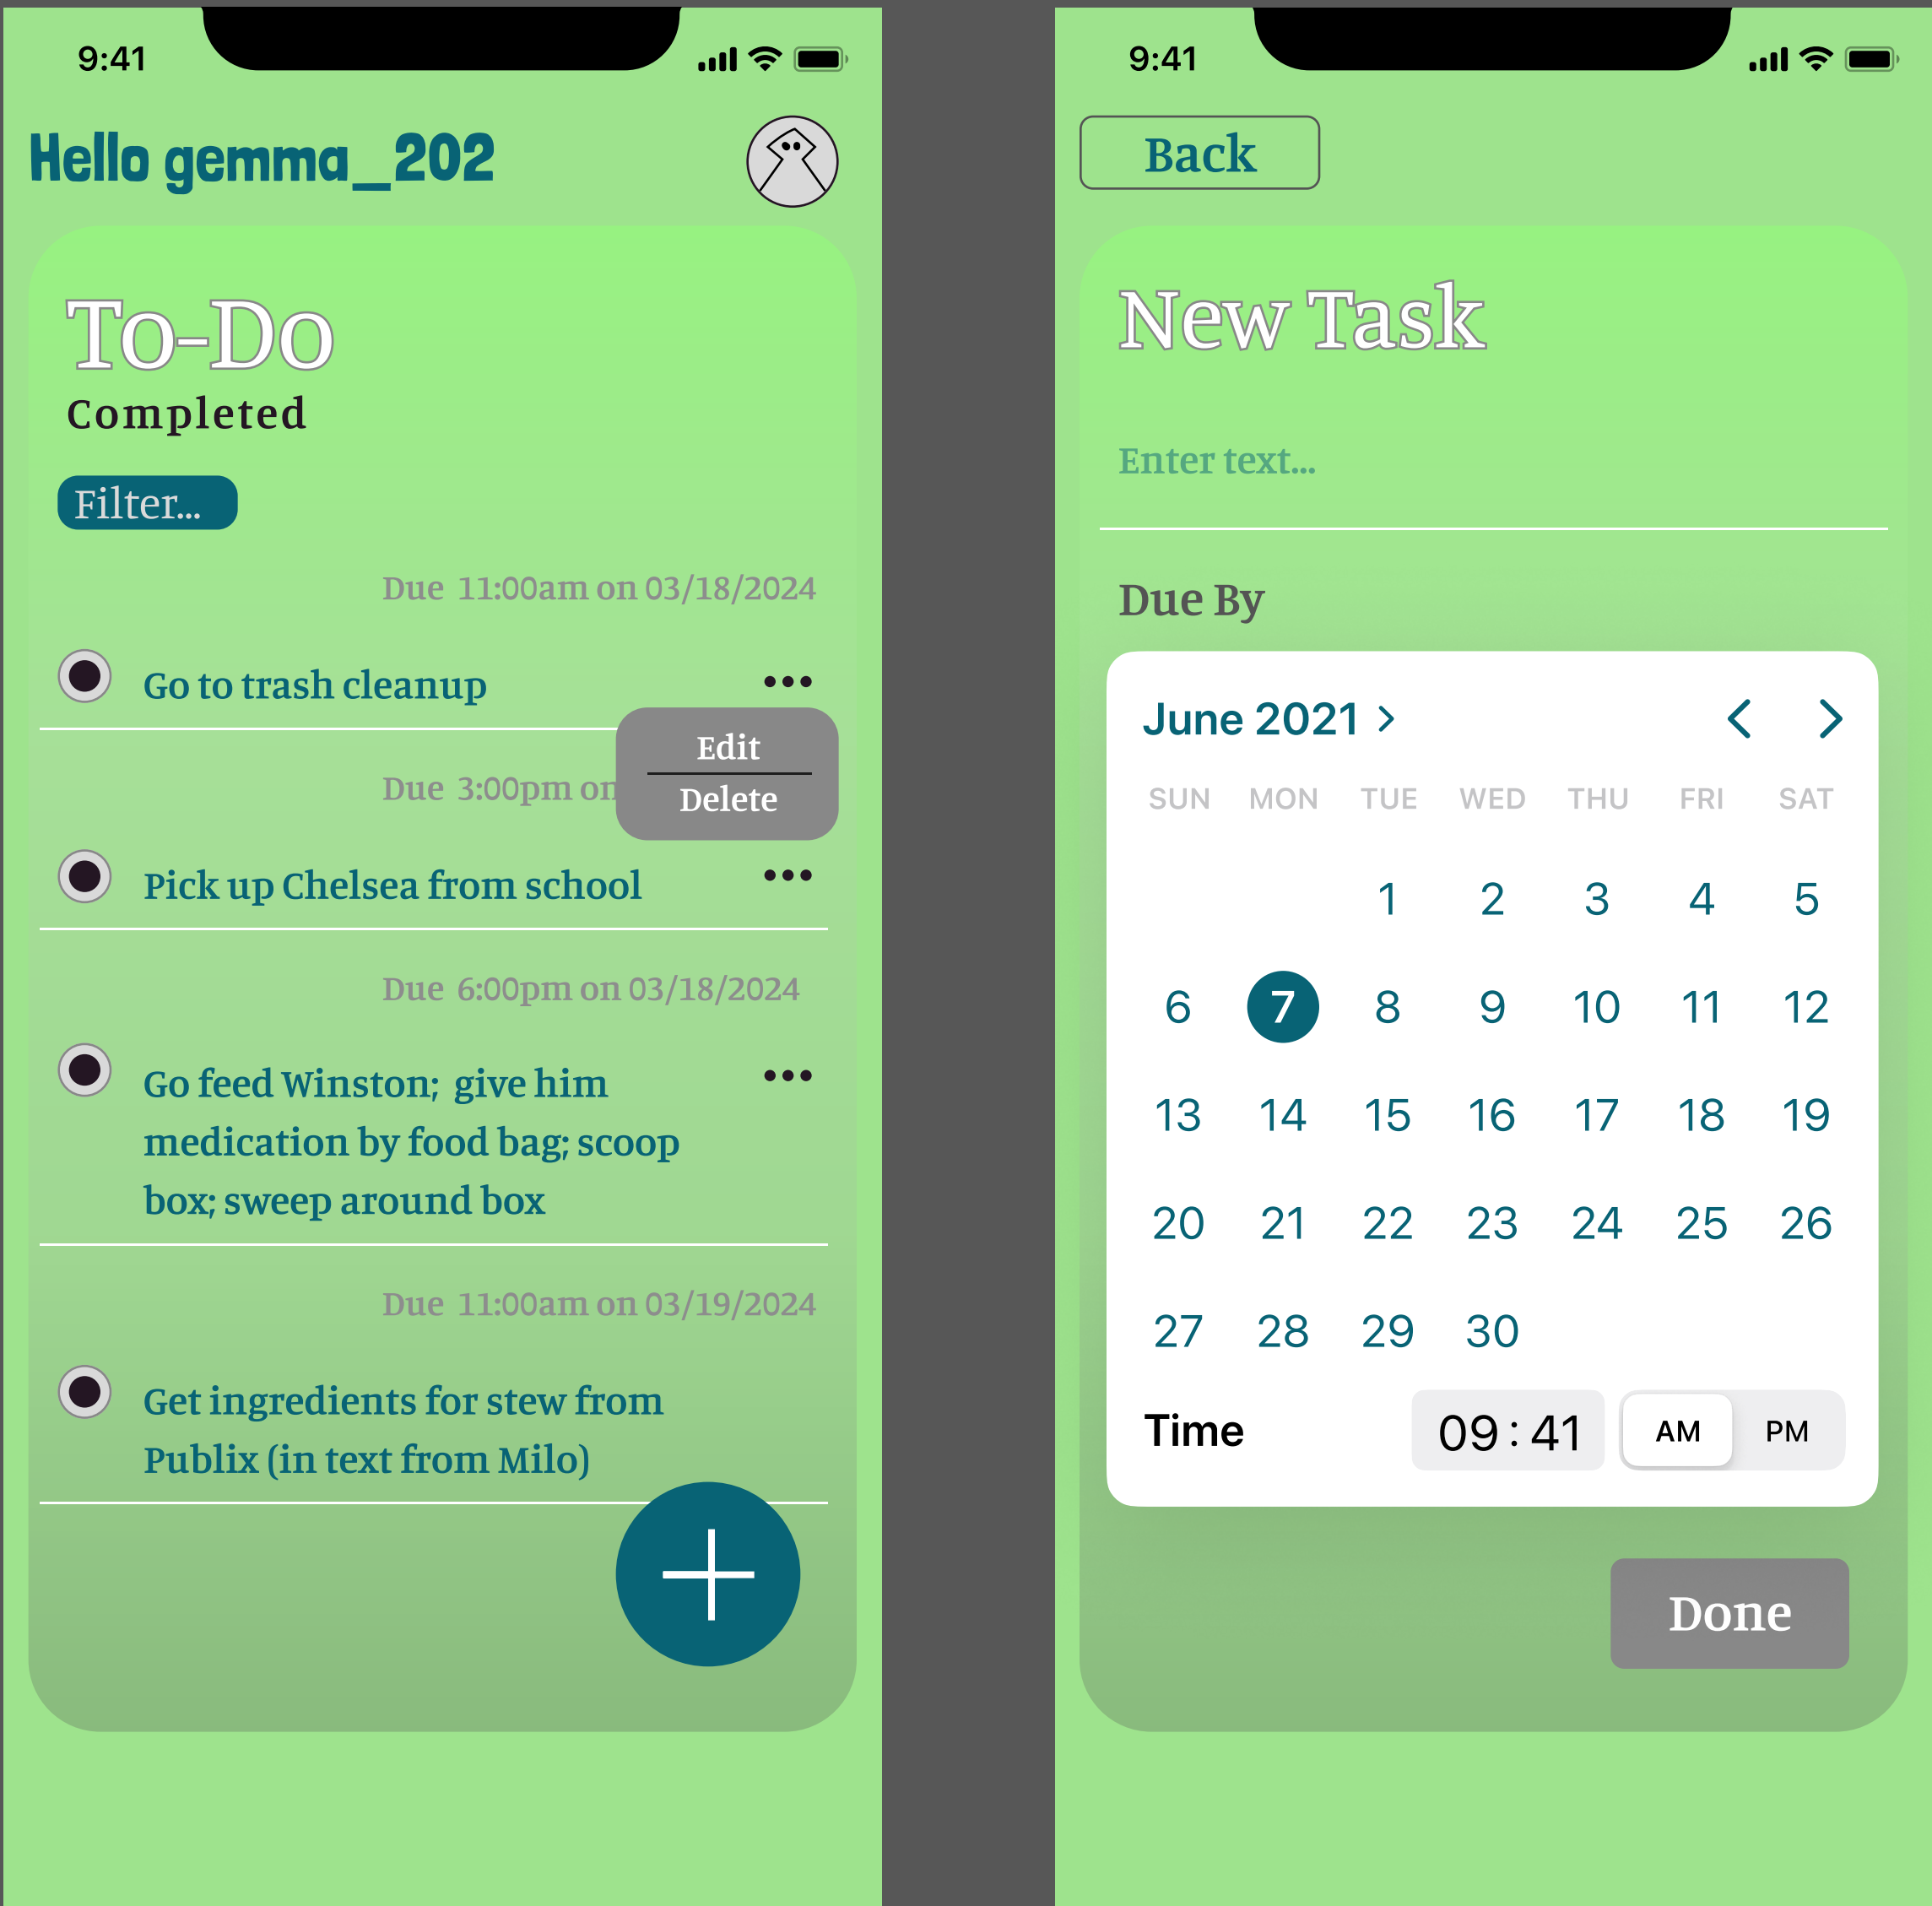 9:41
Hello gemma_202
To-Do
Completed
Filter...
Due 11:00am on 03/18/2024
Go to trash cleanup
Edit
Delete
Due 3:00pm on
Pick up Chelsea from school
Due 6:00pm on 03/18/2024
Go feed Winston; give him
medication by food bag; scoop
box; sweep around box
Due 11:00am on 03/19/2024
Get ingredients for stew from
Publix (in text from Milo)
9:41
Back
New Task
Enter text...
Due By
June 2021
SUN MON TUE WED THU FRI SAT
1 2 3 4 5
6 7 8 9 10 11 12
13 14 15 16 17 18 19
20 21 22 23 24 25 26
27 28 29 30
Time 09 : 41 AM PM
Done